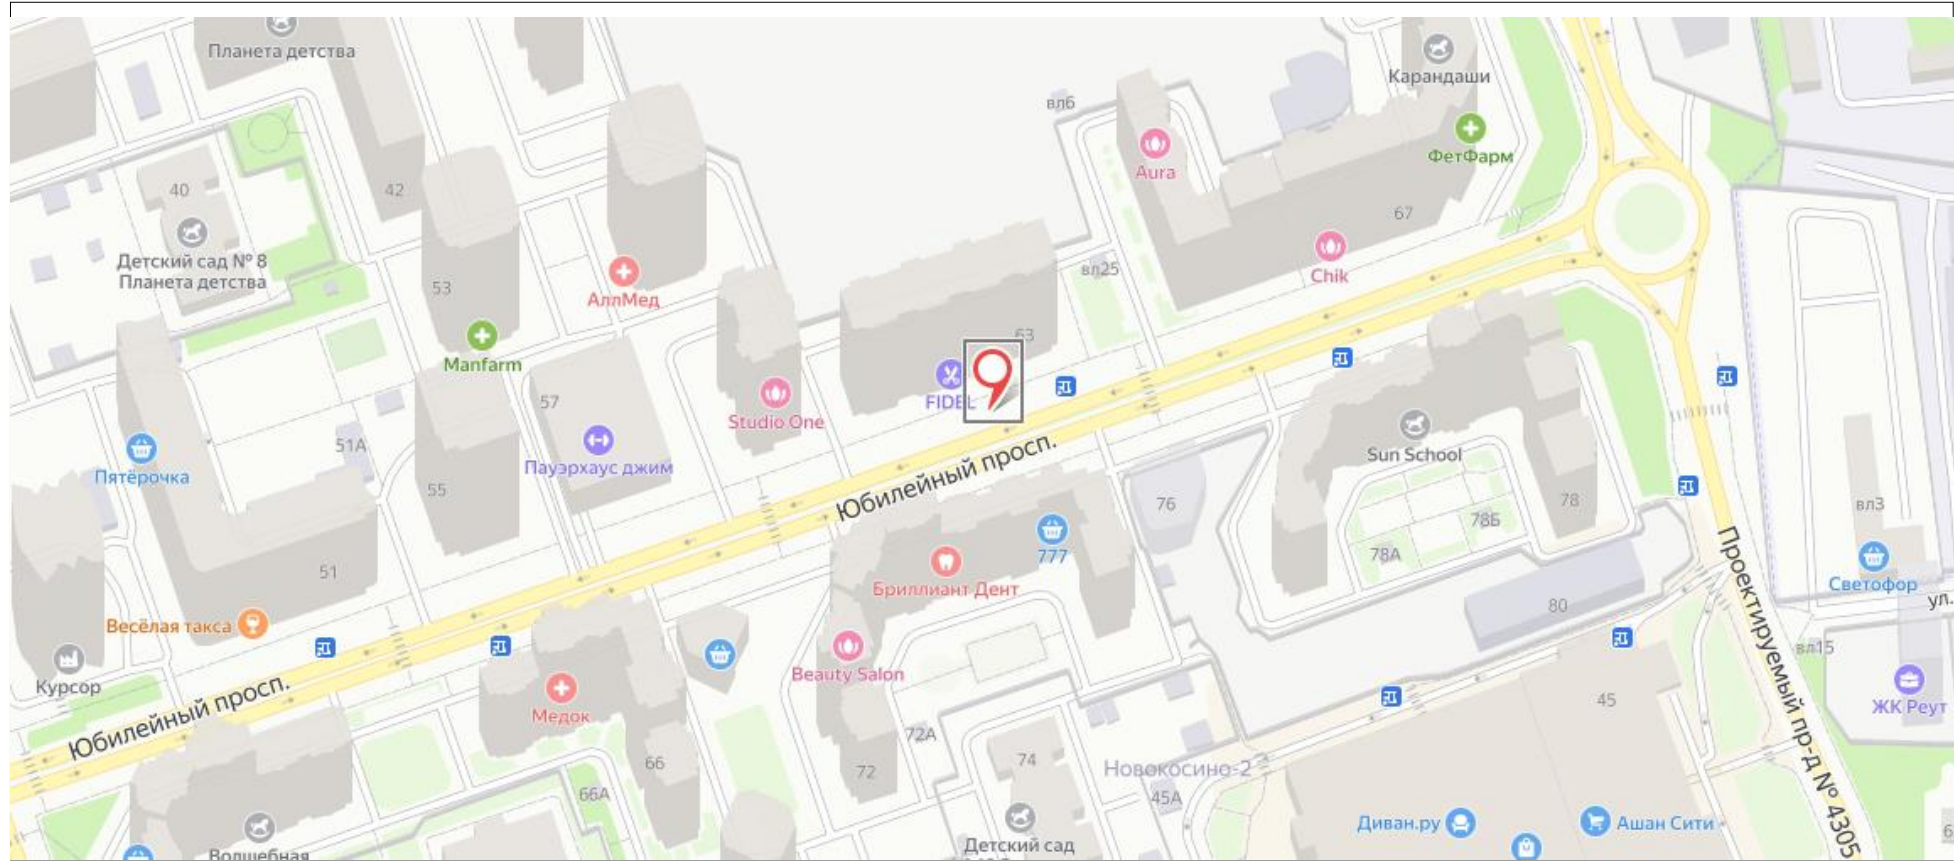 Планета детства
Карандаши
вл6
ФетФарм
Aura
40
42
67
Детский сад № 8
Планета детства
Chik
вл25
53
АллМед
63
Manfarm
FIDEL
57
Studio One
51А
Пауэрхаус джим
Юбилейный просп.
Sun School
Пятёрочка
55
76
78
78Б
вл3
777
78А
51
Бриллиант Дент
Светофор
80
ул.
Проектируемый пр-д № 4305
Весёлая такса
вл15
Курсор
Beauty Salon
ЖК Реут
Юбилейный просп.
Медок
45
72А
66
72
74
Новокосино-2
66А
45А
Диван.ру
Ашан Сити
6
Детский сад
Волшебная